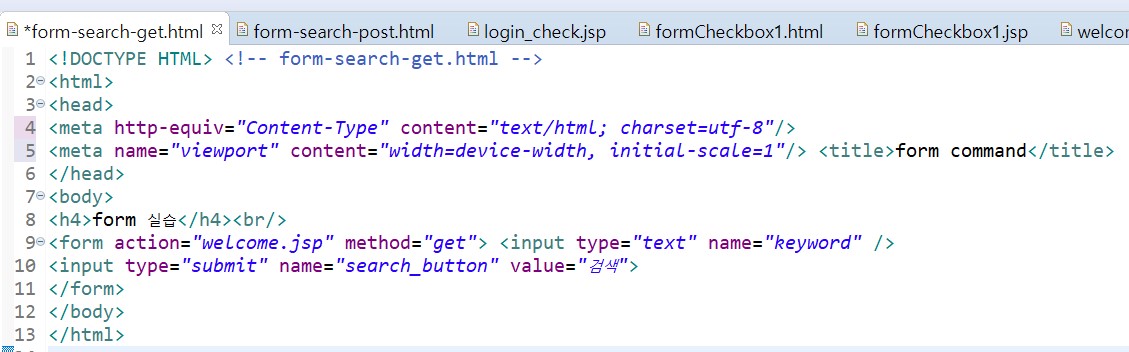 *form-search-get.html form-search-post.html login_check.jsp formCheckbox1.html formCheckbox1.jsp welcon
1 <!DOCTYPE HTML> <!-- form-search-get.html -->
2 <html>
3 <head>
4 <meta http-equiv="Content-Type" content="text/html; charset=utf-8"/>
5 <meta name="viewport" content="width=device-width, initial-scale=1"/> <title>form command</title>
6 </head>
7 <body>
8 <h4>form 실습</h4><br/>
9 <form action="welcome.jsp" method="get"> <input type="text" name="keyword" />
10 <input type="submit" name="search_button" value="검색">
11 </form>
12 </body>
13 </html>